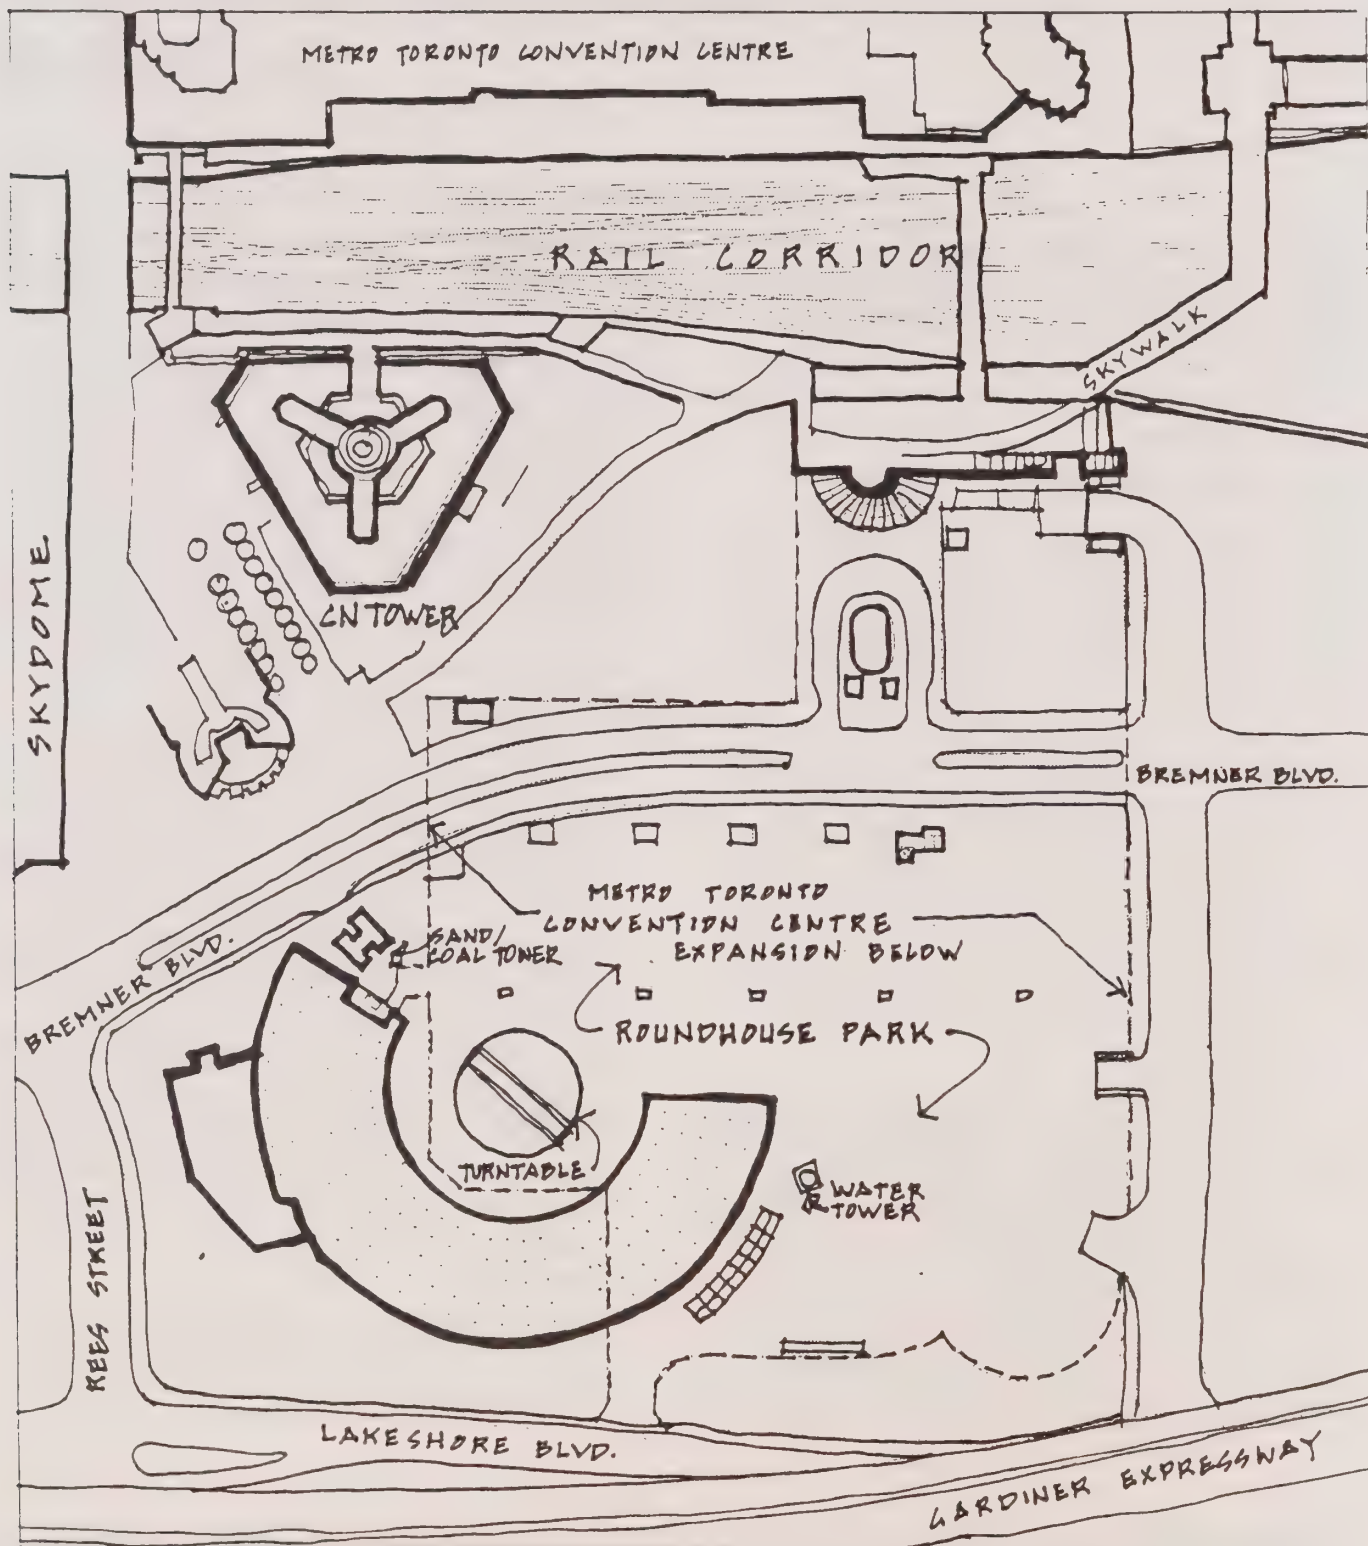 METRO TORONTO CONVENTION CENTRE
RAIL CORRIDOR
SKYWALK
SKYDOME
CN TOWER
BREMNER BLVD.
METRO TORONTO
CONVENTION CENTRE
EXPANSION BELOW
SAND/
COAL TOWER
BREMNER BLVD.
ROUNDHOUSE PARK
TURNTABLE
WATER
TOWER
REES STREET
LAKESHORE BLVD.
GARDINER EXPRESSWAY